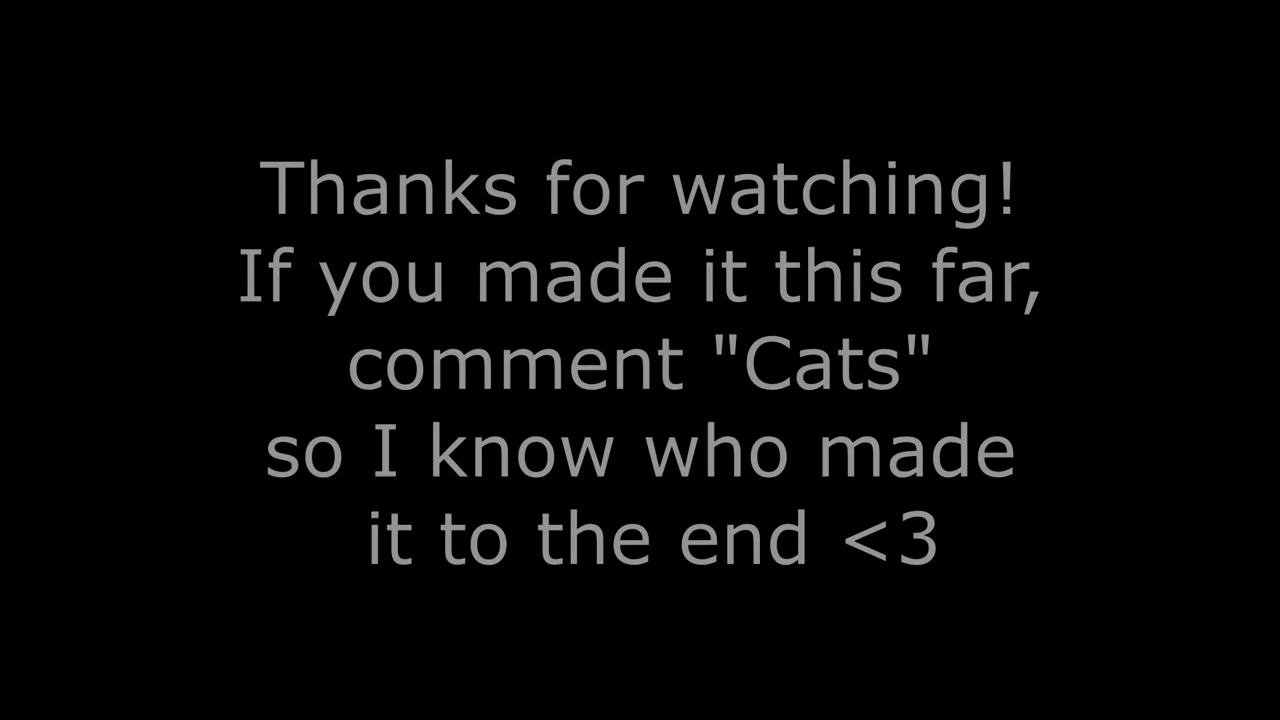 Thanks for watching!
If you made it this far,
comment "Cats"
so I know who made
it to the end <3